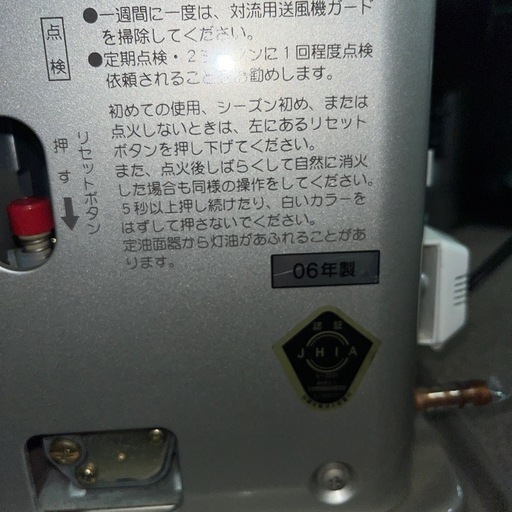 点検
●一週間に一度は、対流用送風機ガード
を掃除してください。
●定期点検・2シーズンに1回程度点検
依頼されることをお勧めします。
初めての使用、シーズン初め、または
点火しないときは、左にあるリセット
ボタンを押し下げてください。
また、点火後しばらくして自然に消火
した場合も同様の操作をしてください。
5秒以上押し続けたり、白いカラーを
はずして押さないでください。
定油面器から灯油があふれることがあ
ります。
リセットボタン
押す
06年製
認証
JHIA